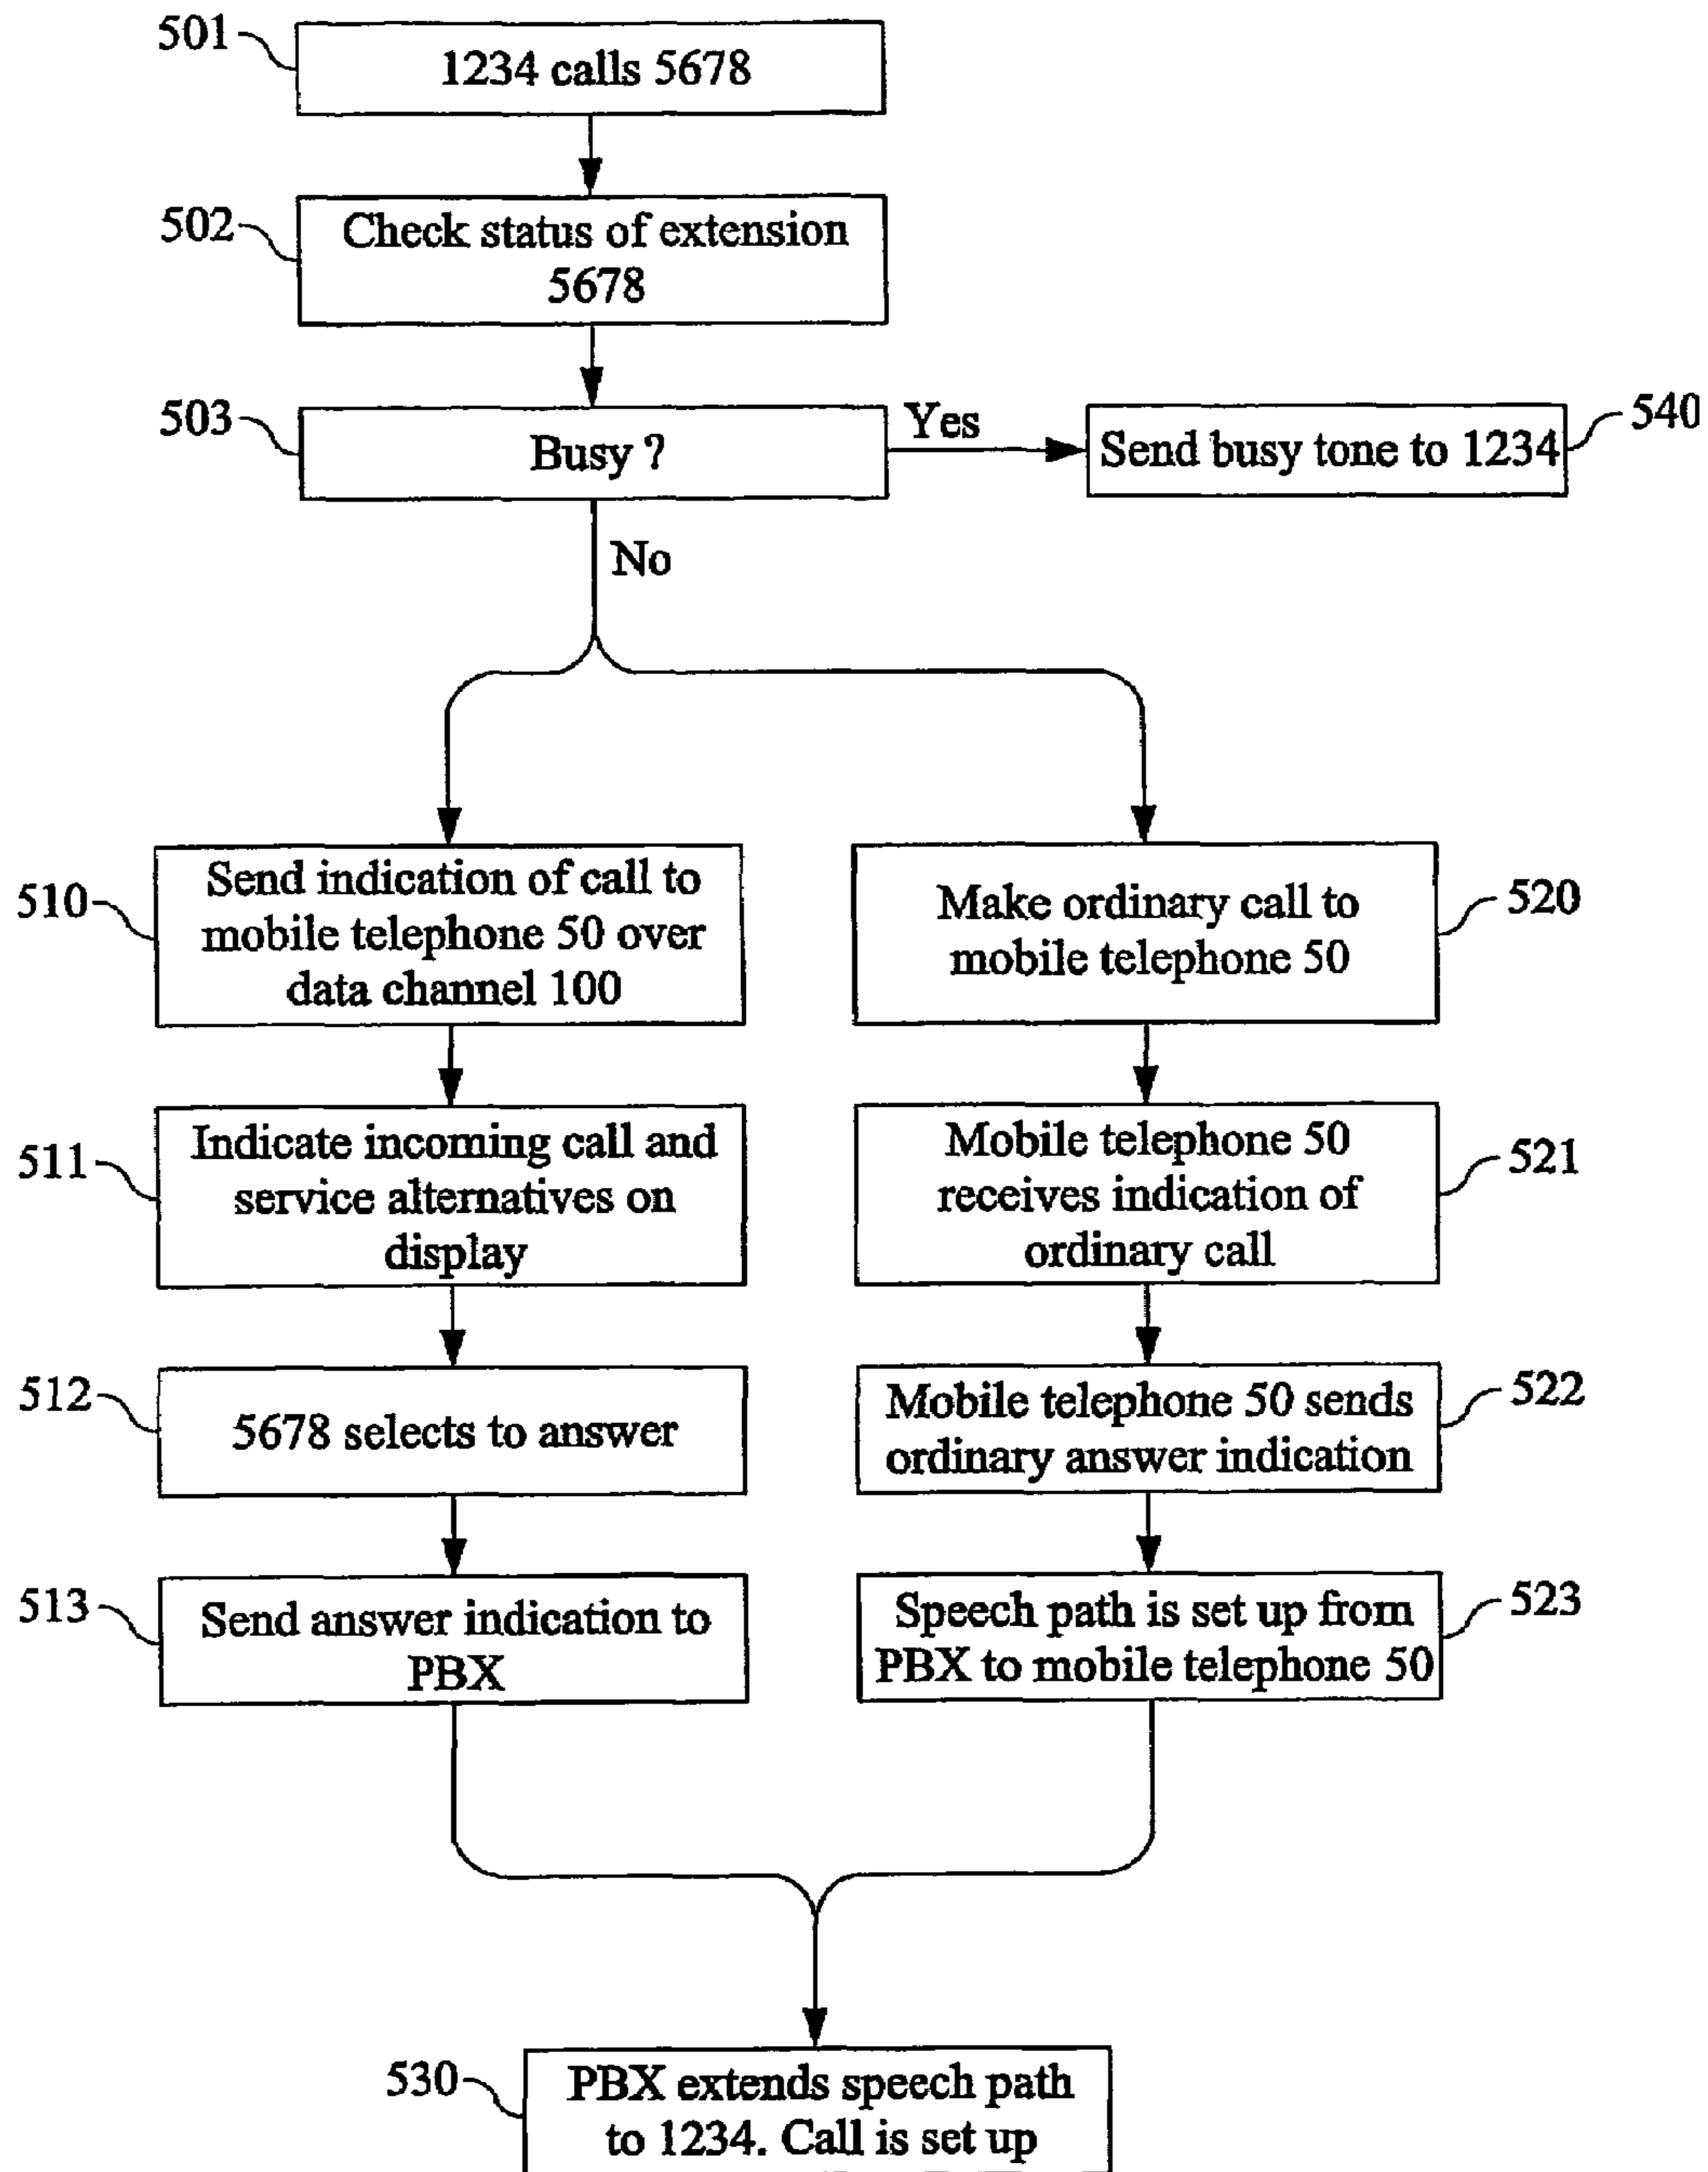 501
1234 calls 5678
502
Check status of extension
5678
503
Busy ?
Yes
Send busy tone to 1234
540
No
510
Send indication of call to
mobile telephone 50 over
data channel 100
Make ordinary call to
mobile telephone 50
520
511
Indicate incoming call and
service alternatives on
display
Mobile telephone 50
receives indication of
ordinary call
521
512
5678 selects to answer
Mobile telephone 50 sends
ordinary answer indication
522
513
Send answer indication to
PBX
Speech path is set up from
PBX to mobile telephone 50
523
530
PBX extends speech path
to 1234. Call is set up